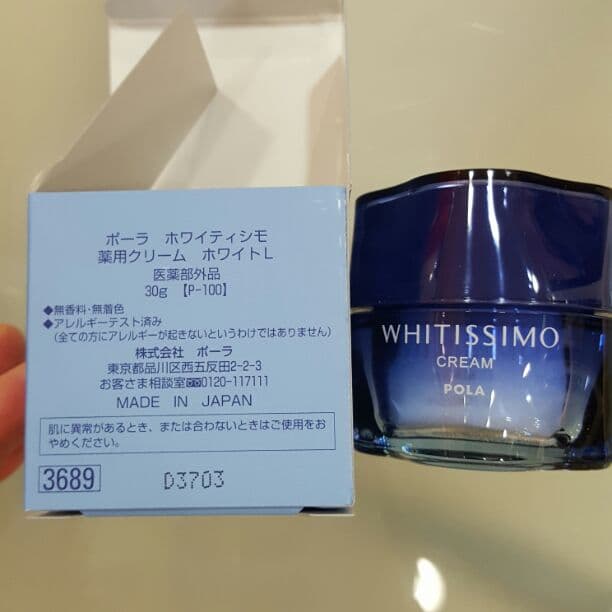 ポーラ ホワイティシモ
薬用クリーム ホワイトL
医薬部外品
30g 【P-100】
◆無香料・無着色
◆アレルギーテスト済み
(全ての方にアレルギーが起きないというわけではありません)
株式会社 ポーラ
東京都品川区西五反田2-2-3
お客さま相談室 0120-117111
MADE IN JAPAN
肌に異常があるとき、または合わないときはご使用をお
やめください。
3689
D3703
WHITISSIMO
CREAM
POLA